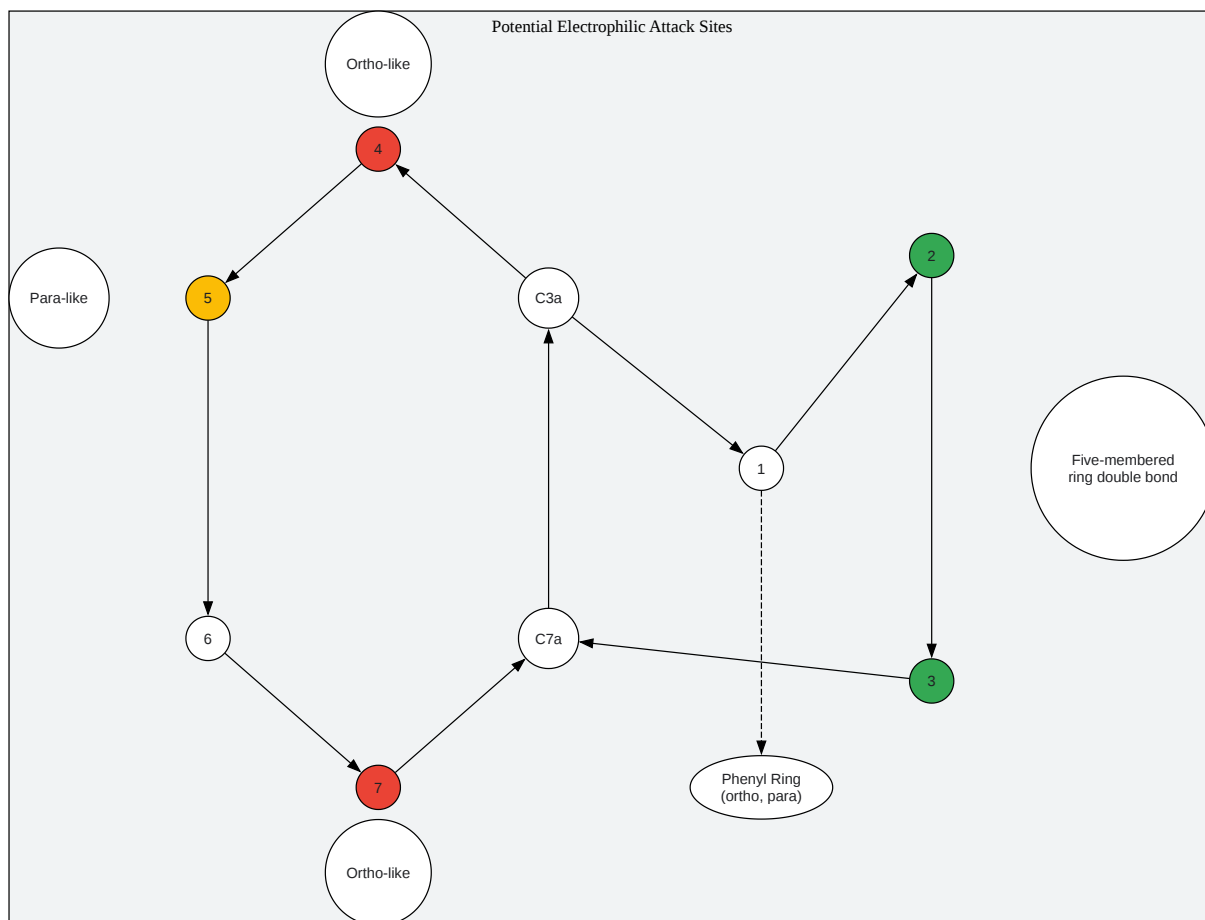 Potential Electrophilic Attack Sites
Ortho-like
4
2
Para-like
5
C3a
1
Five-membered
ring double bond
6
C7a
3
7
Phenyl Ring
(ortho, para)
Ortho-like